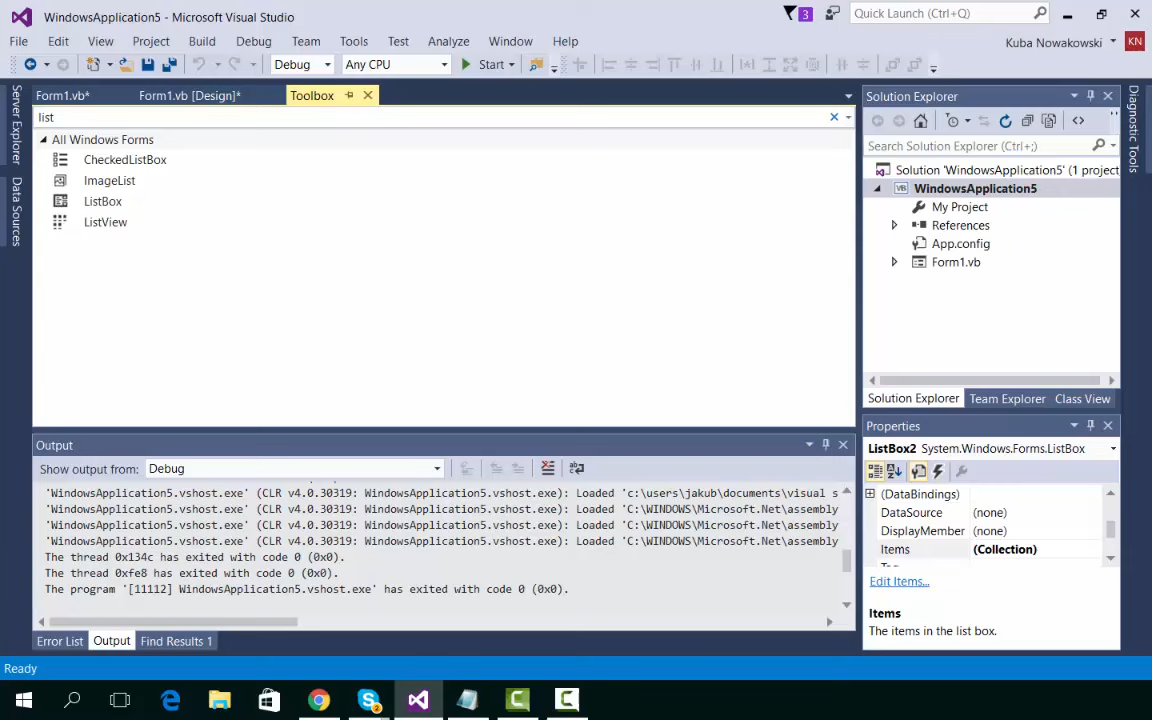 WindowsApplication5 - Microsoft Visual Studio
3
Quick Launch (Ctrl+Q)
File Edit View Project Build Debug Team Tools Test Analyze Window Help
Kuba Nowakowski KN
Debug Any CPU Start
Server Explorer
Data Sources
Form1.vb* Form1.vb [Design]* Toolbox
list
All Windows Forms
CheckedListBox
ImageList
ListBox
ListView
Solution Explorer
Search Solution Explorer (Ctrl+;)
Solution 'WindowsApplication5' (1 project
VB WindowsApplication5
My Project
References
App.config
Form1.vb
Solution Explorer Team Explorer Class View
Diagnostic Tools
Output
Show output from: Debug
'WindowsApplication5.vshost.exe' (CLR v4.0.30319: WindowsApplication5.vshost.exe): Loaded 'c:\users\jakub\documents\visual s
'WindowsApplication5.vshost.exe' (CLR v4.0.30319: WindowsApplication5.vshost.exe): Loaded 'C:\WINDOWS\Microsoft.Net\assembly
'WindowsApplication5.vshost.exe' (CLR v4.0.30319: WindowsApplication5.vshost.exe): Loaded 'C:\WINDOWS\Microsoft.Net\assembly
'WindowsApplication5.vshost.exe' (CLR v4.0.30319: WindowsApplication5.vshost.exe): Loaded 'C:\WINDOWS\Microsoft.Net\assembly
The thread 0x134c has exited with code 0 (0x0).
The thread 0xfe8 has exited with code 0 (0x0).
The program '[11112] WindowsApplication5.vshost.exe' has exited with code 0 (0x0).
Error List Output Find Results 1
Properties
ListBox2 System.Windows.Forms.ListBox
(DataBindings)
DataSource (none)
DisplayMember (none)
Items (Collection)
Edit Items...
Items
The items in the list box.
Ready